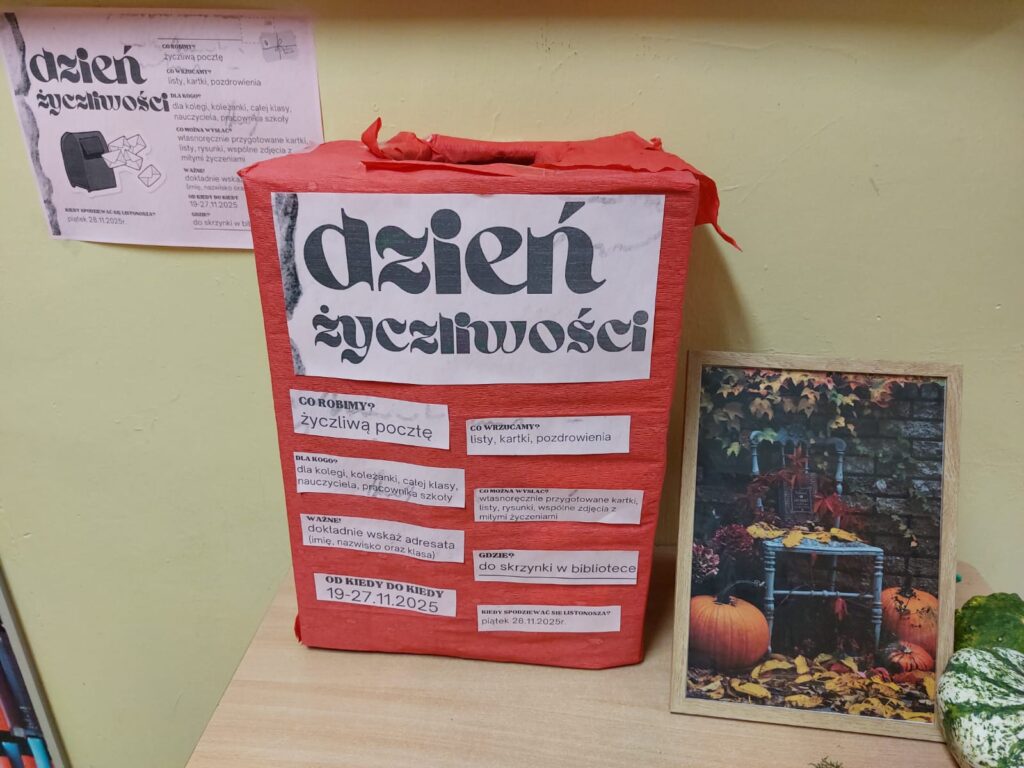 dzień
życzliwości
CO ROBIMY?
życzliwą pocztę
CO WRZUCAMY?
listy, kartki, pozdrowienia
DLA KOGO?
dla kolegi, koleżanki, całej klasy,
nauczyciela, pracownika szkoły
CO MOŻNA WYSŁAĆ?
własnoręcznie przygotowane kartki,
listy, rysunki, wspólne zdjęcia z
miłymi życzeniami
WAŻNE!
dokładnie wskaż
(imię, nazwisko oraz
OD KIEDY DO KIEDY
19-27.11.2025
GDZIE?
do skrzynki w
KIEDY SPODZIEWAĆ SIĘ LISTONOSZA?
piątek 28.11.2025r.
dzień
życzliwości
CO ROBIMY?
życzliwą pocztę
CO WRZUCAMY?
listy, kartki, pozdrowienia
DLA KOGO?
dla kolegi, koleżanki, całej klasy,
nauczyciela, pracownika szkoły
CO MOŻNA WYSŁAĆ?
własnoręcznie przygotowane kartki,
listy, rysunki, wspólne zdjęcia z
miłymi życzeniami
WAŻNE!
dokładnie wskaż adresata
(imię, nazwisko oraz klasa)
GDZIE?
do skrzynki w bibliotece
OD KIEDY DO KIEDY
19-27.11.2025
KIEDY SPODZIEWAĆ SIĘ LISTONOSZA?
piątek 28.11.2025r.